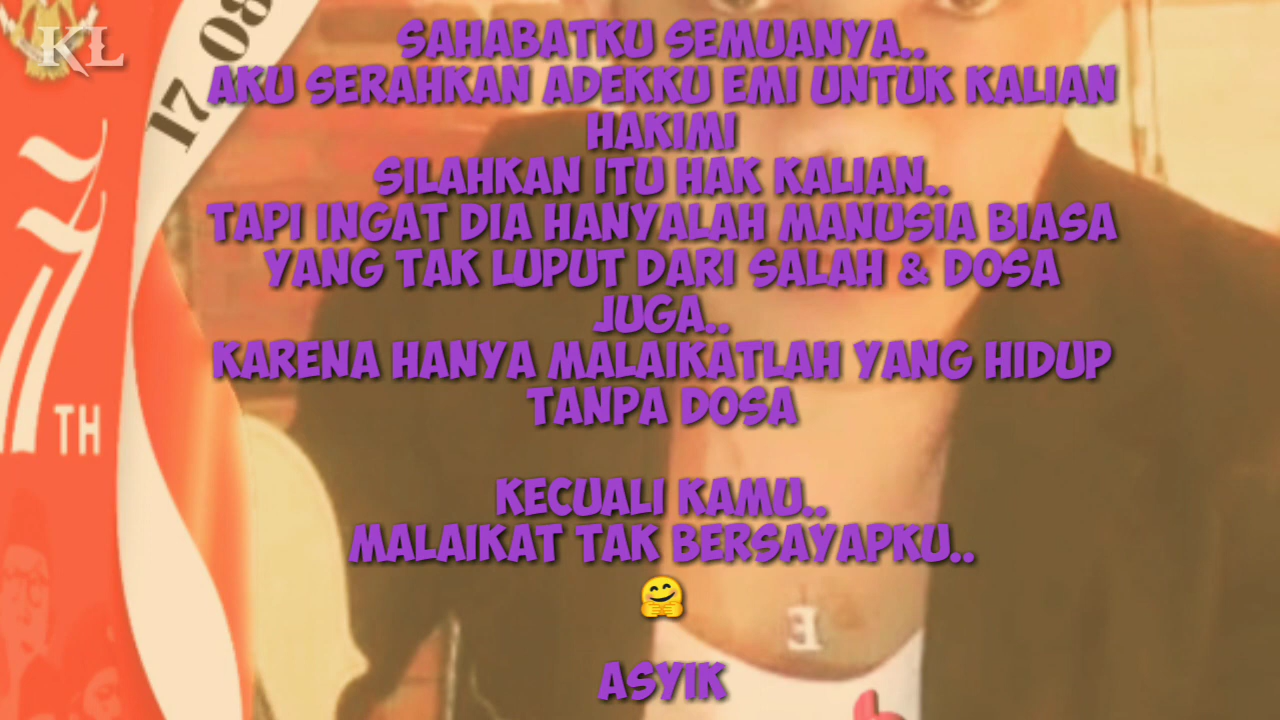 KL
17 08
TH
SAHABATKU SEMUANYA..
AKU SERAHKAN ADEKKU EMI UNTUK KALIAN
HAKIMI
SILAHKAN ITU HAK KALIAN..
TAPI INGAT DIA HANYALAH MANUSIA BIASA
YANG TAK LUPUT DARI SALAH & DOSA
JUGA..
KARENA HANYA MALAIKATLAH YANG HIDUP
TANPA DOSA
KECUALI KAMU..
MALAIKAT TAK BERSAYAPKU..
🤗
E
ASYIK